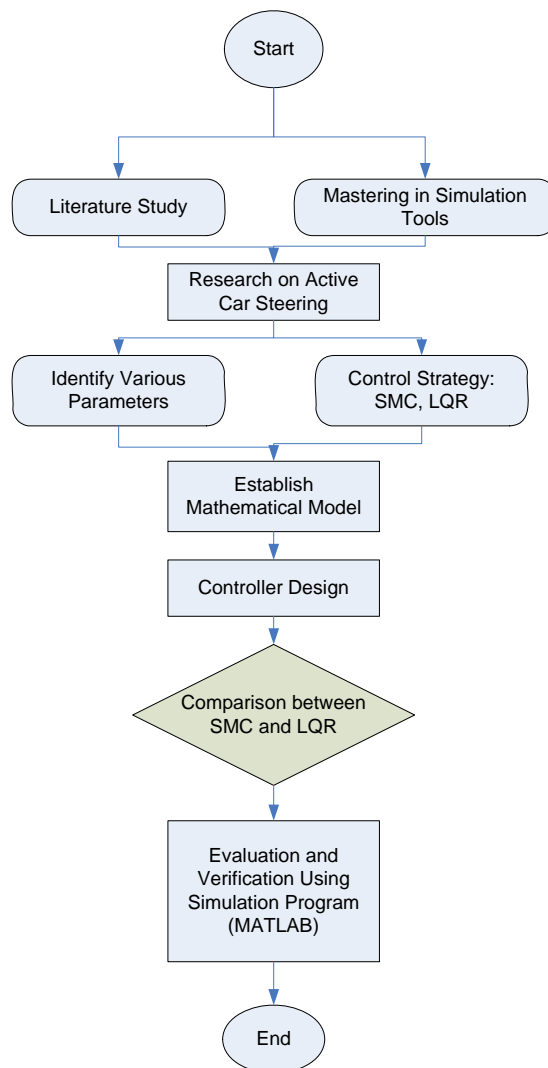 Start
Literature Study
Mastering in Simulation
Tools
Research on Active
Car Steering
Identify Various
Parameters
Control Strategy:
SMC, LQR
Establish
Mathematical Model
Controller Design
Comparison between
SMC and LQR
Evaluation and
Verification Using
Simulation Program
(MATLAB)
End